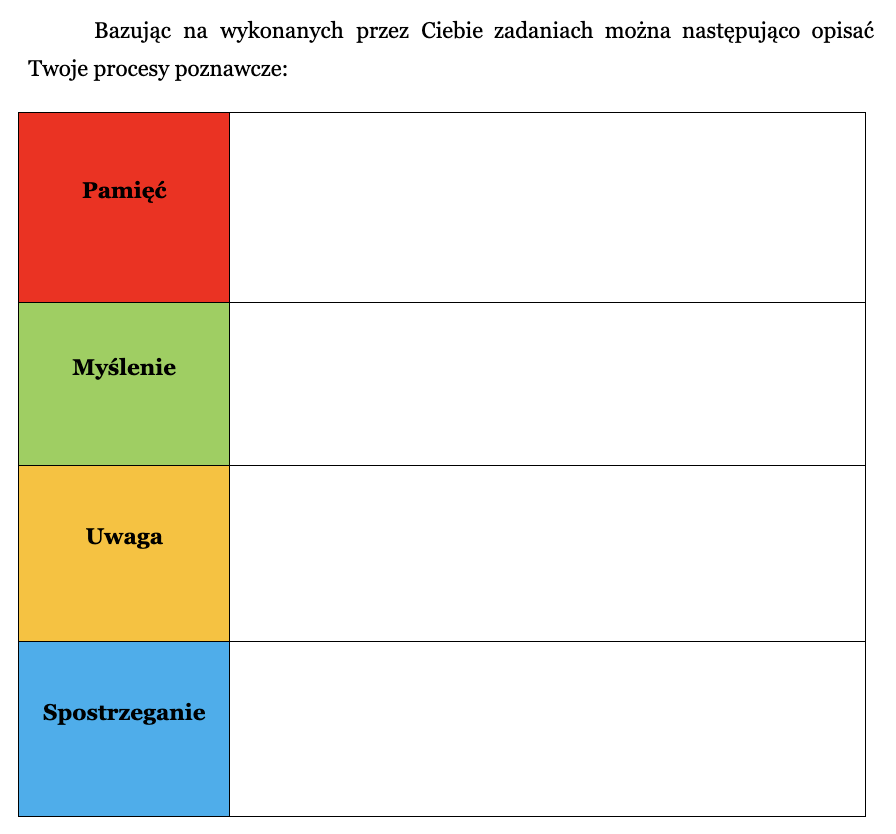 Bazując na wykonanych przez Ciebie zadaniach można następująco opisać
Twoje procesy poznawcze:
Pamięć
Myślenie
Uwaga
Spostrzeganie